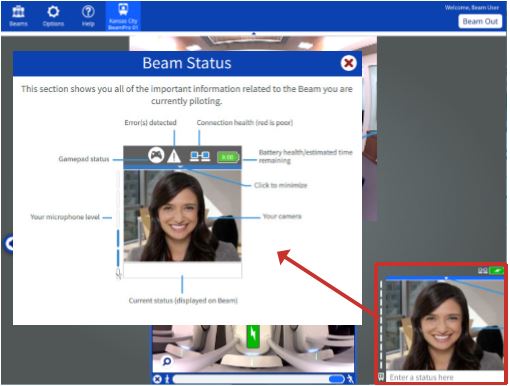 Beams
Options
Help
Kansas City
BeamPro 01
Welcome, Beam User
Beam Out
Beam Status
This section shows you all of the important information related to the Beam you are
currently piloting.
Error(s) detected
Connection health (red is poor)
Gamepad status
Battery health/estimated time
remaining
Click to minimize
Your microphone level
Your camera
Current status (displayed on Beam)
Enter a status here